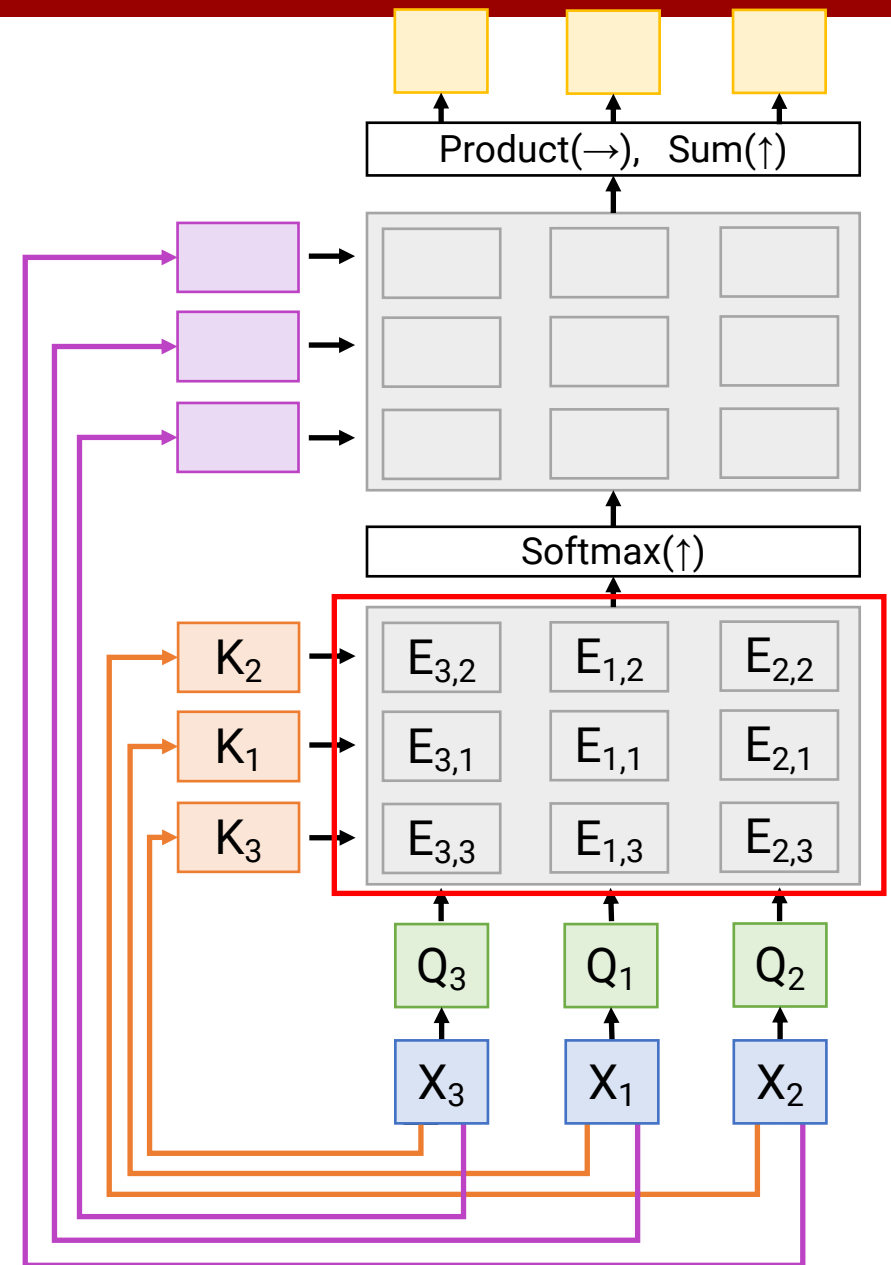 Product(→), Sum(↑)
Softmax(↑)
K₂ E₃,₂ E₁,₂ E₂,₂
K₁ E₃,₁ E₁,₁ E₂,₁
K₃ E₃,₃ E₁,₃ E₂,₃
Q₃ Q₁ Q₂
X₃ X₁ X₂